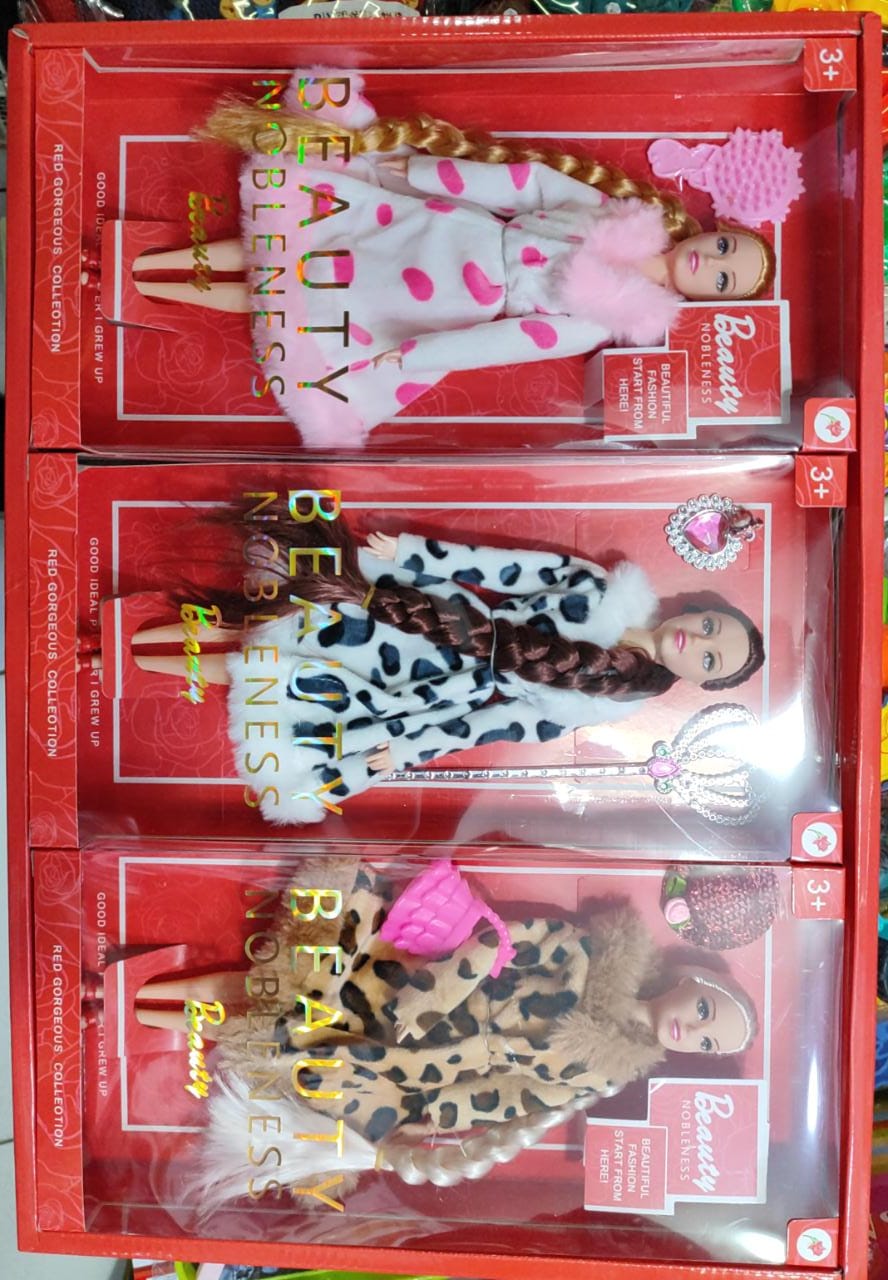 3+
Beauty
NOBLENESS
BEAUTIFUL
FASHION
START FROM
HERE!
BEAUTY
NOBLENESS
Beauty
GOOD IDEAL I GREW UP
RED GORGEOUS COLLEOTION
3+
BEAUTY
NOBLENESS
Beauty
GOOD IDEAL I GREW UP
RED GORGEOUS COLLEOTION
3+
Beauty
NOBLENESS
BEAUTIFUL
FASHION
START FROM
HERE!
BEAUTY
NOBLENESS
Beauty
GOOD IDEAL I GREW UP
RED GORGEOUS COLLEOTION